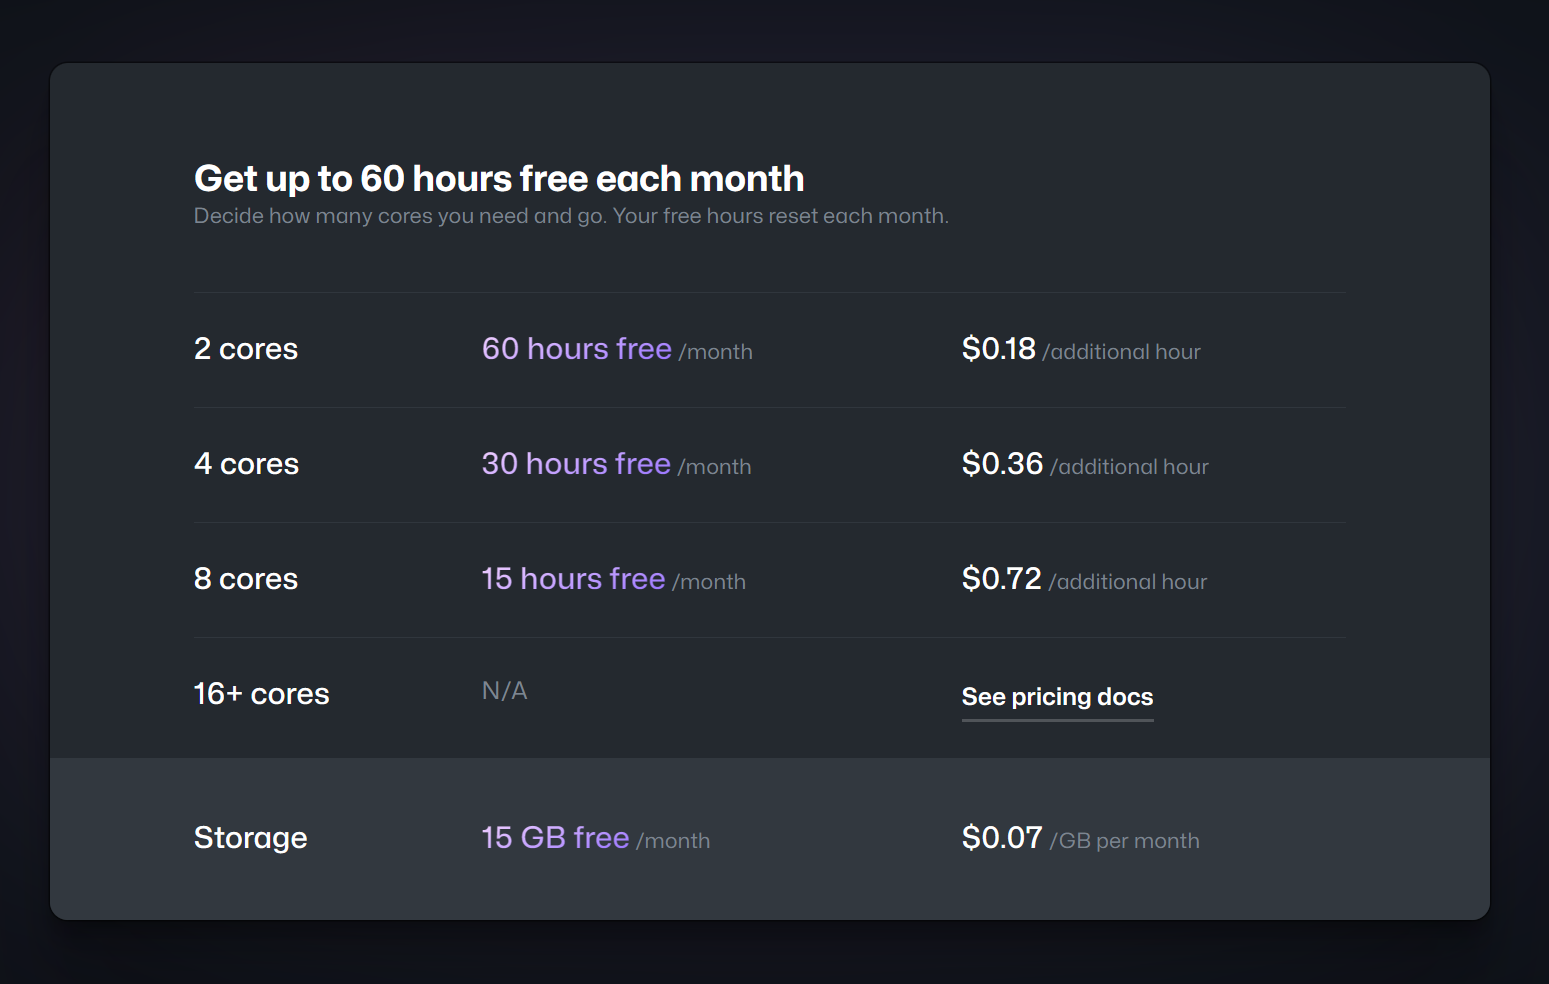 Get up to 60 hours free each month
Decide how many cores you need and go. Your free hours reset each month.
2 cores 60 hours free /month $0.18 /additional hour
4 cores 30 hours free /month $0.36 /additional hour
8 cores 15 hours free /month $0.72 /additional hour
16+ cores N/A See pricing docs
Storage 15 GB free /month $0.07 /GB per month